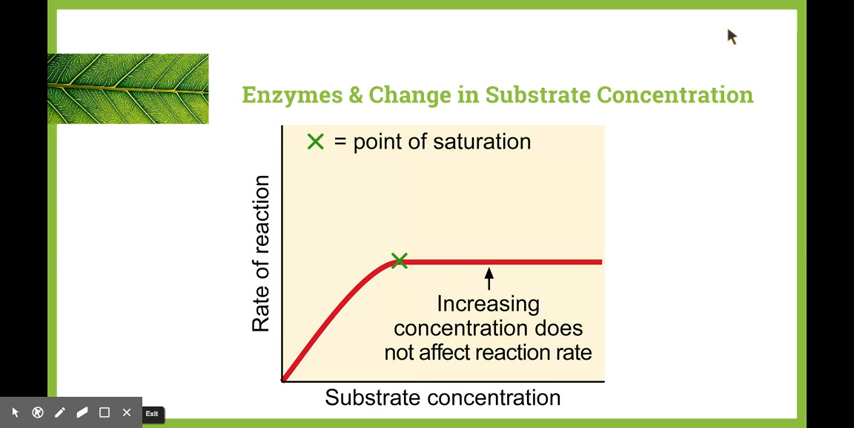 Enzymes & Change in Substrate Concentration
× = point of saturation
Rate of reaction
Increasing
concentration does
not affect reaction rate
Substrate concentration
Exit